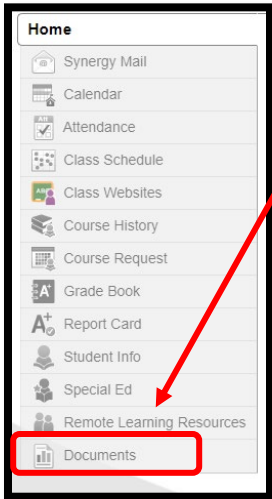 Home
Synergy Mail
Calendar
Attendance
Class Schedule
Class Websites
Course History
Course Request
Grade Book
Report Card
Student Info
Special Ed
Remote Learning Resources
Documents